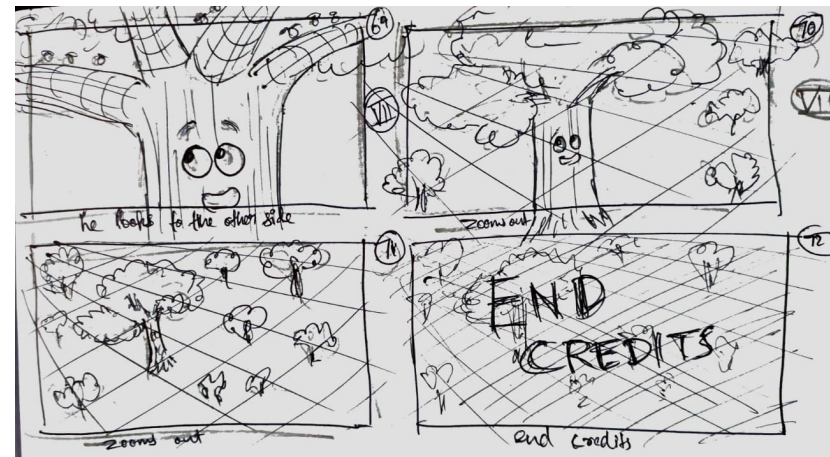 69
70
VII
VII
he looks to the other side
zooms out
71
72
END
CREDITS
zooms out
end credits